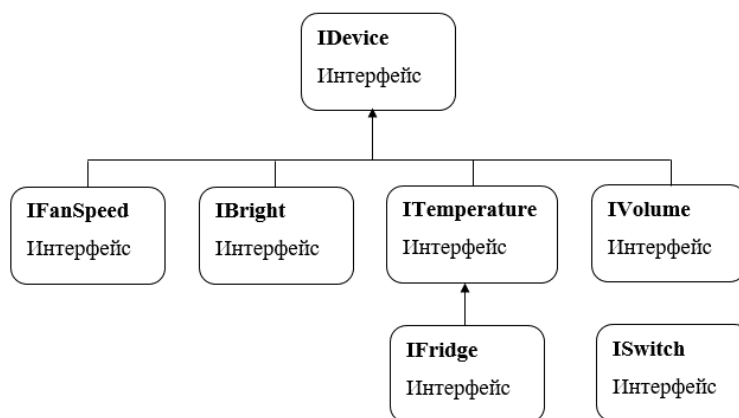 IDevice
Интерфейс
IFanSpeed
Интерфейс
IBright
Интерфейс
ITemperature
Интерфейс
IVolume
Интерфейс
IFridge
Интерфейс
ISwitch
Интерфейс